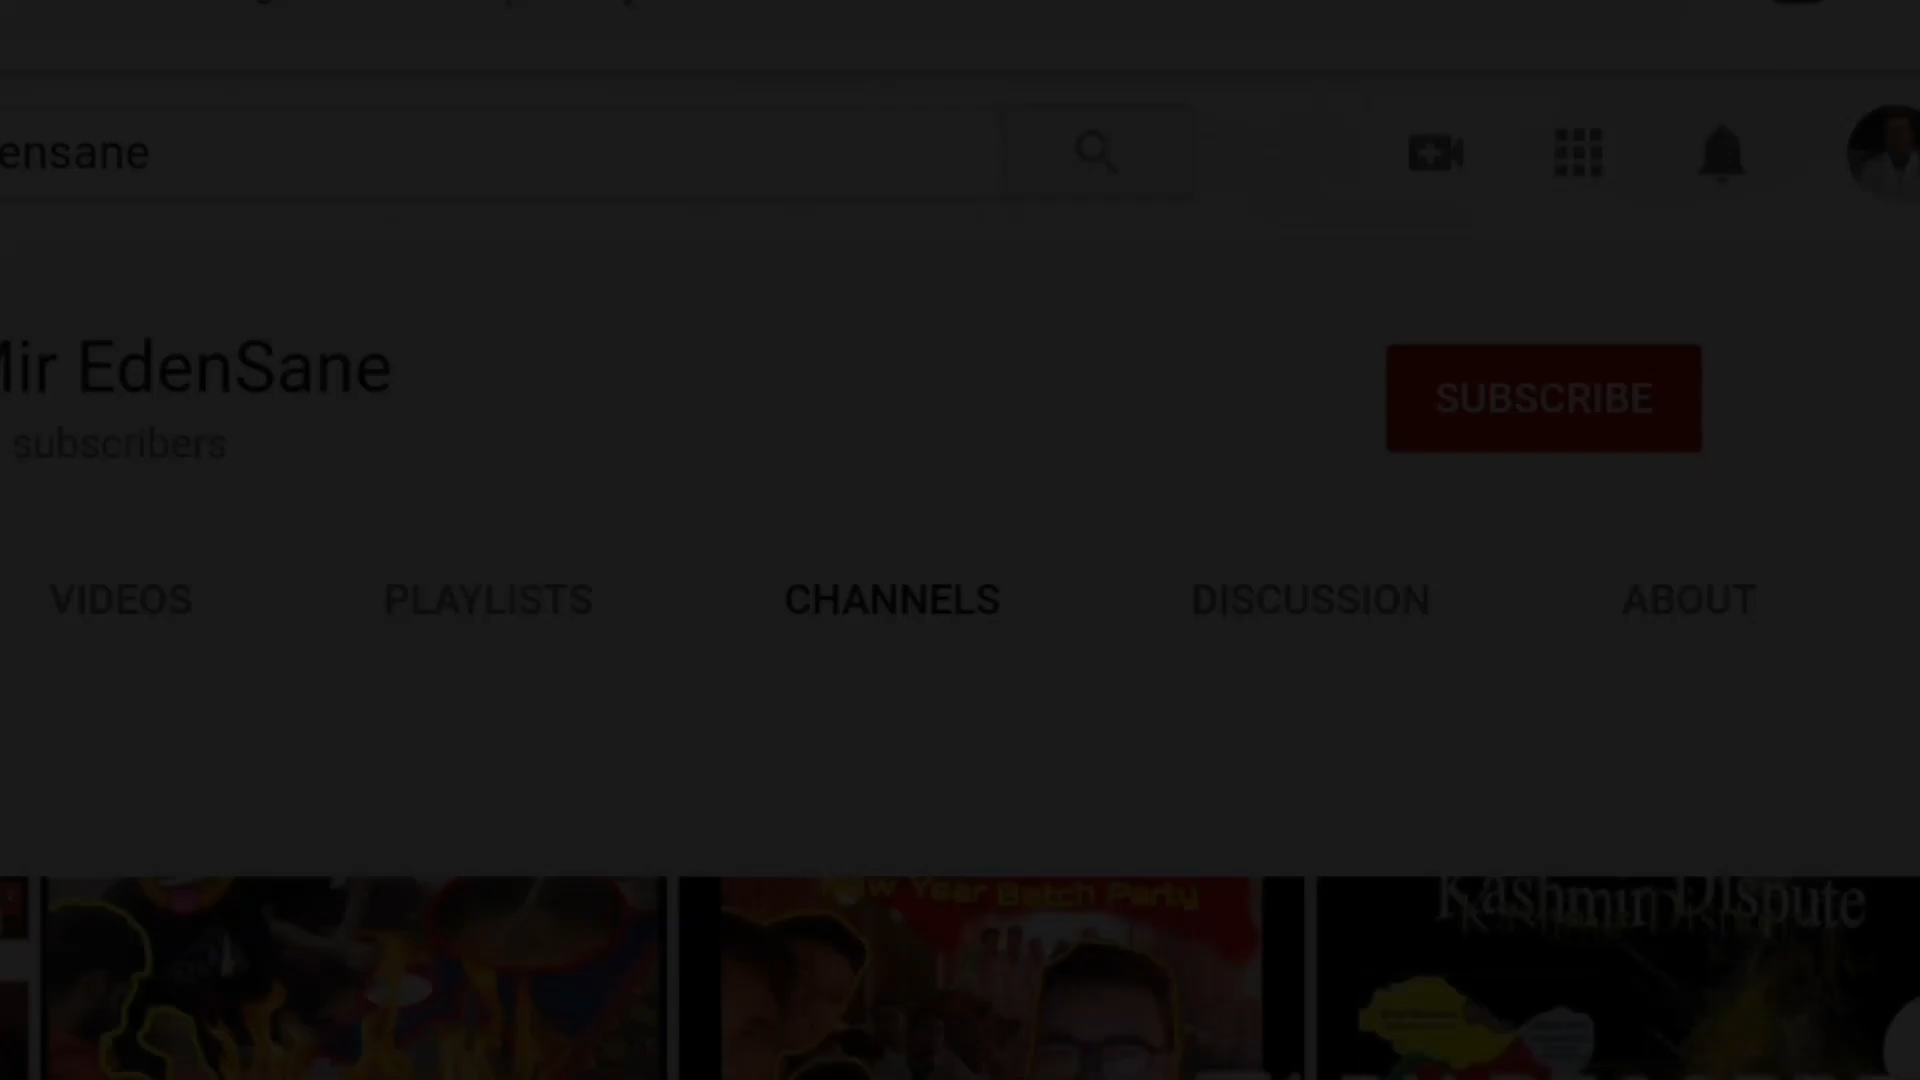 ensane
Mir EdenSane
subscribers
SUBSCRIBE
VIDEOS PLAYLISTS CHANNELS DISCUSSION ABOUT
New Year Batch Party
Kashmir Dispute